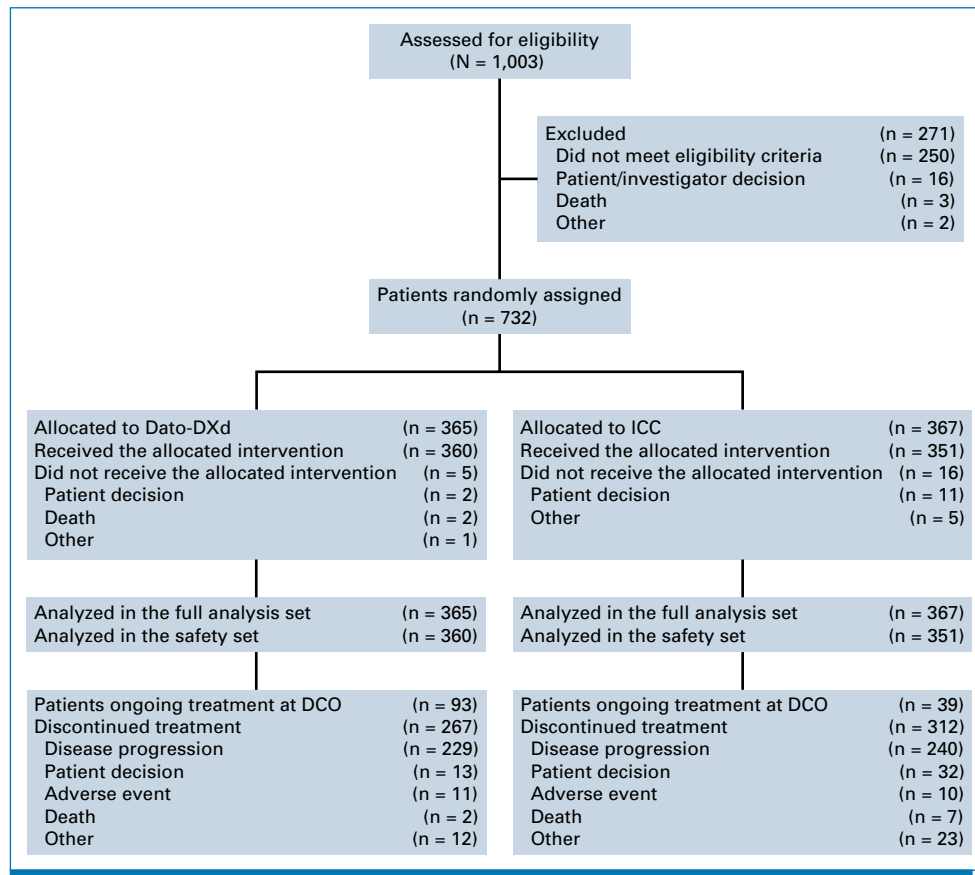 Assessed for eligibility
(N = 1,003)
Excluded (n = 271)
Did not meet eligibility criteria (n = 250)
Patient/investigator decision (n = 16)
Death (n = 3)
Other (n = 2)
Patients randomly assigned
(n = 732)
Allocated to Dato-DXd (n = 365)
Received the allocated intervention (n = 360)
Did not receive the allocated intervention (n = 5)
Patient decision (n = 2)
Death (n = 2)
Other (n = 1)
Allocated to ICC (n = 367)
Received the allocated intervention (n = 351)
Did not receive the allocated intervention (n = 16)
Patient decision (n = 11)
Other (n = 5)
Analyzed in the full analysis set (n = 365)
Analyzed in the safety set (n = 360)
Analyzed in the full analysis set (n = 367)
Analyzed in the safety set (n = 351)
Patients ongoing treatment at DCO (n = 93)
Discontinued treatment (n = 267)
Disease progression (n = 229)
Patient decision (n = 13)
Adverse event (n = 11)
Death (n = 2)
Other (n = 12)
Patients ongoing treatment at DCO (n = 39)
Discontinued treatment (n = 312)
Disease progression (n = 240)
Patient decision (n = 32)
Adverse event (n = 10)
Death (n = 7)
Other (n = 23)